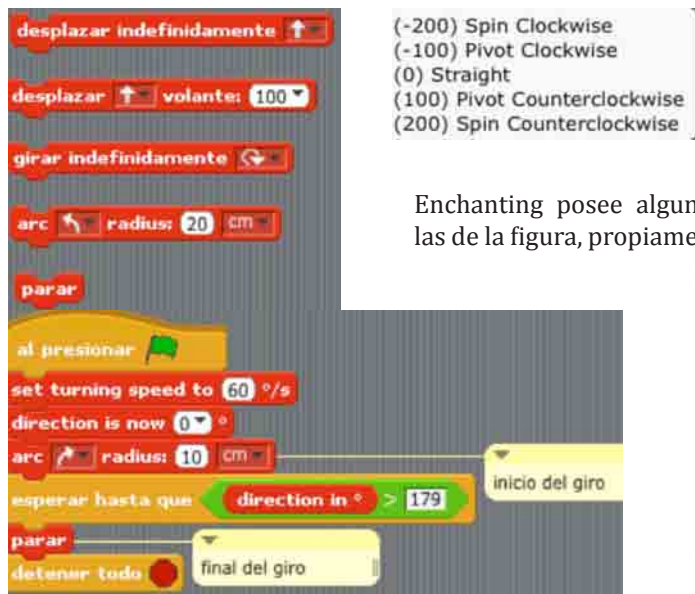 desplazar indefinidamente
desplazar volante: 100
girar indefinidamente
arc radius: 20 cm
parar
(-200) Spin Clockwise
(-100) Pivot Clockwise
(0) Straight
(100) Pivot Counterclockwise
(200) Spin Counterclockwise
Enchanting posee algun
las de la figura, propiame
al presionar
set turning speed to 60 º/s
direction is now 0 º
arc radius: 10 cm
inicio del giro
esperar hasta que direction in º > 179
parar
final del giro
detener todo